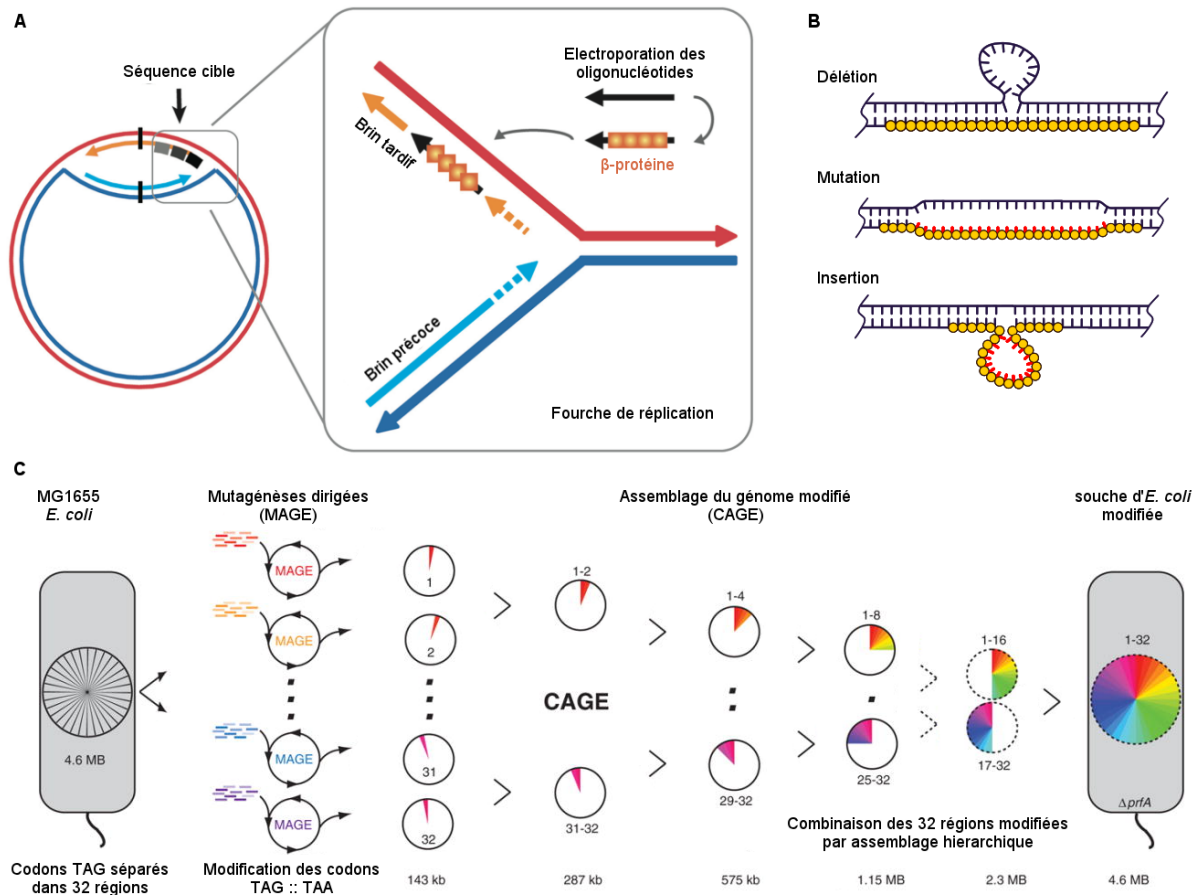 A
Séquence cible
Electroporation des
oligonucléotides
β-protéine
Brin tardif
Brin précoce
Fourche de réplication
B
Délétion
Mutation
Insertion
C
MG1655
E. coli
4.6 MB
Codons TAG séparés
dans 32 régions
Mutagénèses dirigées
(MAGE)
MAGE
MAGE
MAGE
MAGE
Modification des codons
TAG :: TAA
1
2
31
32
143 kb
1-2
CAGE
31-32
287 kb
Assemblage du génome modifié
(CAGE)
1-4
29-32
575 kb
1-8
25-32
1-16
17-32
Combinaison des 32 régions modifiées
par assemblage hierarchique
1.15 MB
2.3 MB
souche d'E. coli
modifiée
1-32
ΔprfA
4.6 MB